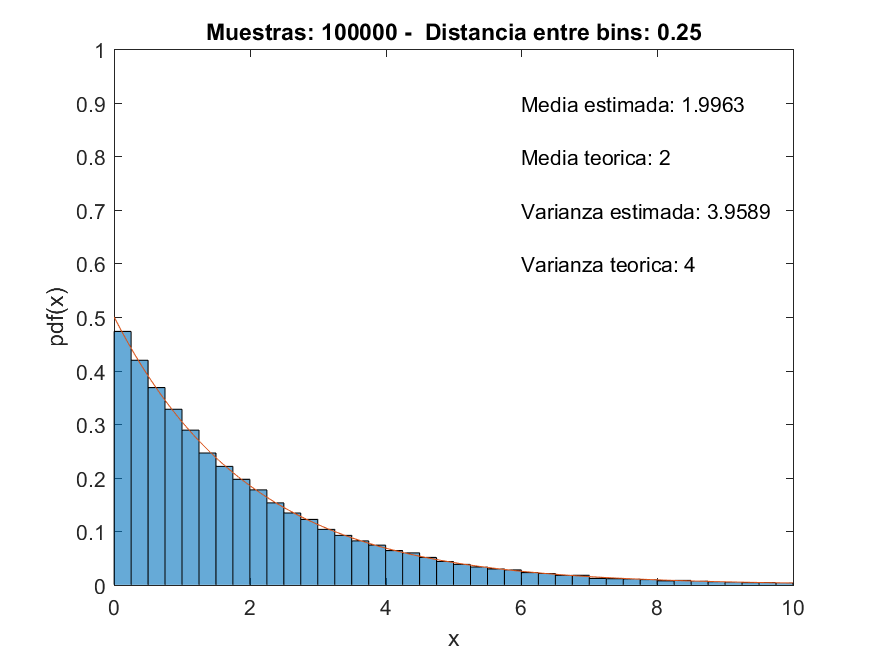 Muestras: 100000 -  Distancia entre bins: 0.25
1
0.9
0.8
0.7
0.6
0.5
0.4
0.3
0.2
0.1
0
pdf(x)
Media estimada: 1.9963
Media teorica: 2
Varianza estimada: 3.9589
Varianza teorica: 4
0 2 4 6 8 10
x